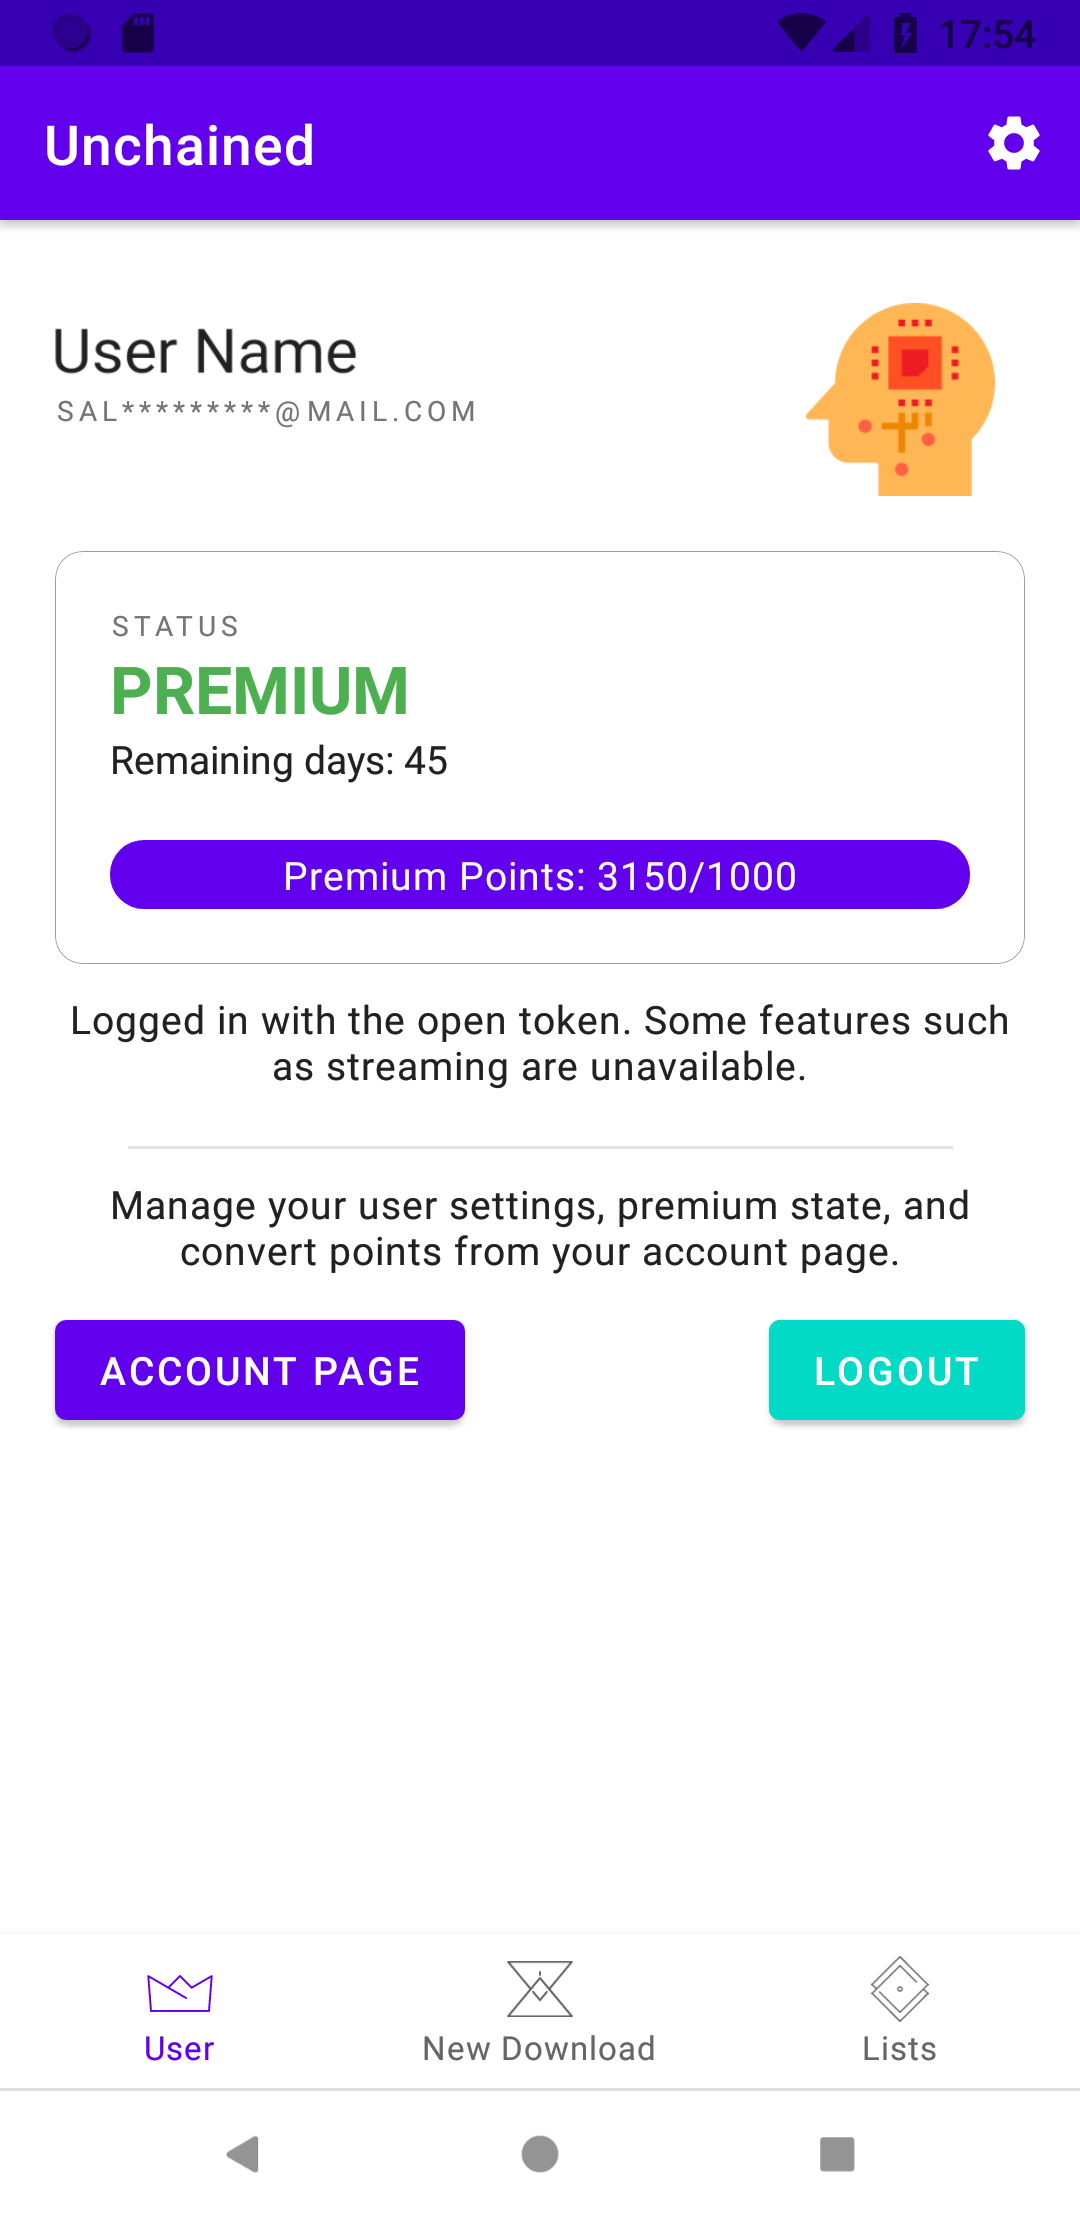 17:54
Unchained
User Name
SAL*********@MAIL.COM
STATUS
PREMIUM
Remaining days: 45
Premium Points: 3150/1000
Logged in with the open token. Some features such
as streaming are unavailable.
Manage your user settings, premium state, and
convert points from your account page.
ACCOUNT PAGE
LOGOUT
User
New Download
Lists